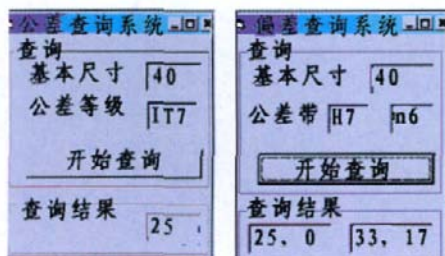 公差查询系统
查询
基本尺寸 40
公差等级 IT7
开始查询
查询结果
25
偏差查询系统
查询
基本尺寸 40
公差带 H7 n6
开始查询
查询结果
25, 0 33, 17